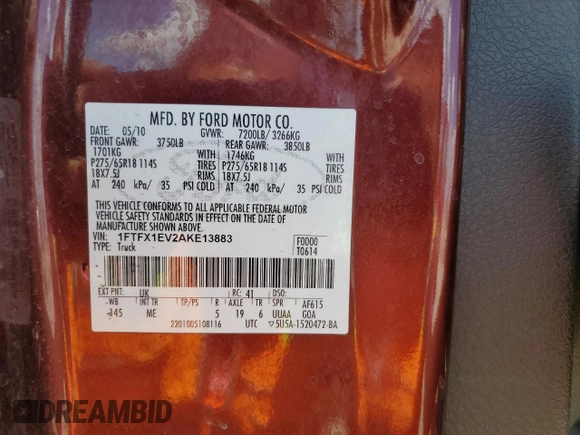 MFD. BY FORD MOTOR CO.
DATE: 05/10 GVWR: 7200LB/ 3266KG
FRONT GAWR: 3750LB REAR GAWR: 3850LB
1701KG WITH 1746KG WITH
P275/65R18 114S TIRES P275/65R18 114S TIRES
18X7.5J RIMS 18X7.5J RIMS
AT 240 kPa/ 35 PSI COLD AT 240 kPa/ 35 PSI COLD
THIS VEHICLE CONFORMS TO ALL APPLICABLE FEDERAL MOTOR
VEHICLE SAFETY STANDARDS IN EFFECT ON THE DATE OF
MANUFACTURE SHOWN ABOVE.
VIN: 1FTFX1EV2AKE13883 F0000
TYPE: Truck T0614
EXT PNT: UK RC: 41 DSO:
WB INT TR TP/PS R AXLE TR SPR AF615
145 ME 5 19 6 UUAA G0A
2201005108116 UTC ▽5U5A-1520472-BA
DREAMBID